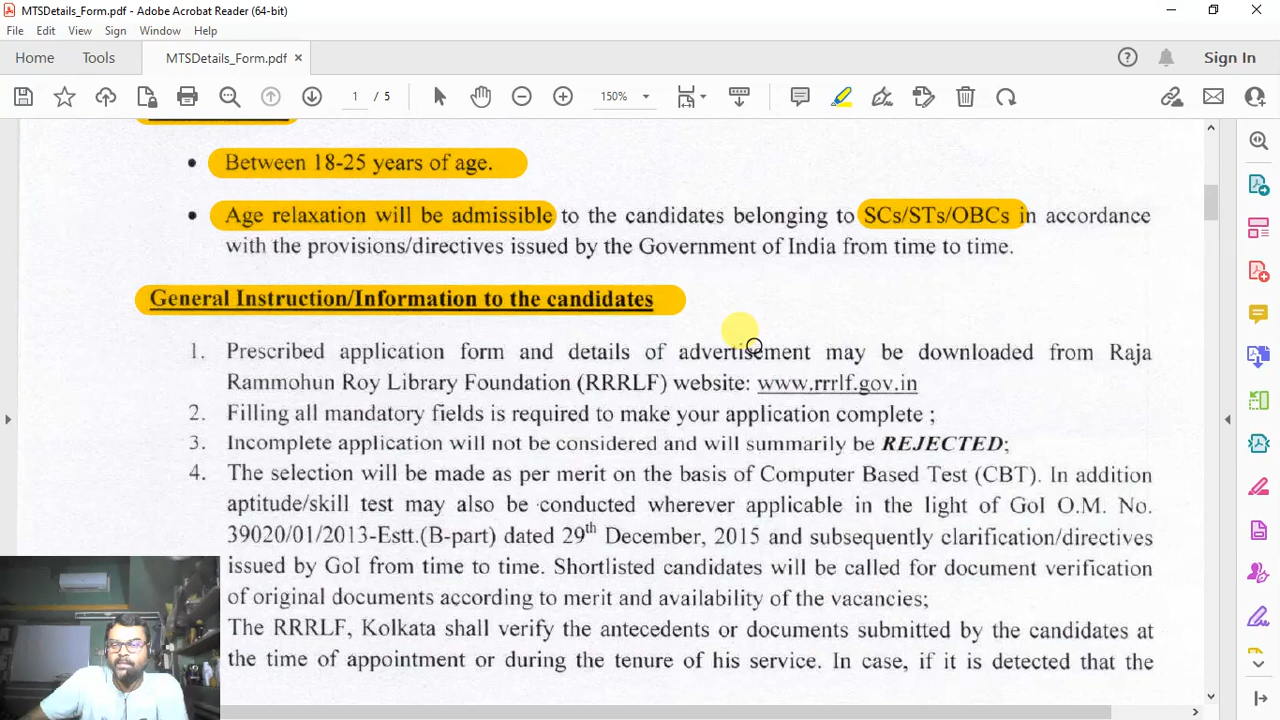 MTSDetails_Form.pdf - Adobe Acrobat Reader (64-bit)
File Edit View Sign Window Help
Home Tools MTSDetails_Form.pdf × Sign In
1 / 5 150%
• Between 18-25 years of age.
• Age relaxation will be admissible to the candidates belonging to SCs/STs/OBCs in accordance
with the provisions/directives issued by the Government of India from time to time.
General Instruction/Information to the candidates
1. Prescribed application form and details of advertisement may be downloaded from Raja
Rammohun Roy Library Foundation (RRRLF) website: www.rrrlf.gov.in
2. Filling all mandatory fields is required to make your application complete ;
3. Incomplete application will not be considered and will summarily be REJECTED;
4. The selection will be made as per merit on the basis of Computer Based Test (CBT). In addition
aptitude/skill test may also be conducted wherever applicable in the light of GoI O.M. No.
39020/01/2013-Estt.(B-part) dated 29th December, 2015 and subsequently clarification/directives
issued by GoI from time to time. Shortlisted candidates will be called for document verification
of original documents according to merit and availability of the vacancies;
The RRRLF, Kolkata shall verify the antecedents or documents submitted by the candidates at
the time of appointment or during the tenure of his service. In case, if it is detected that the